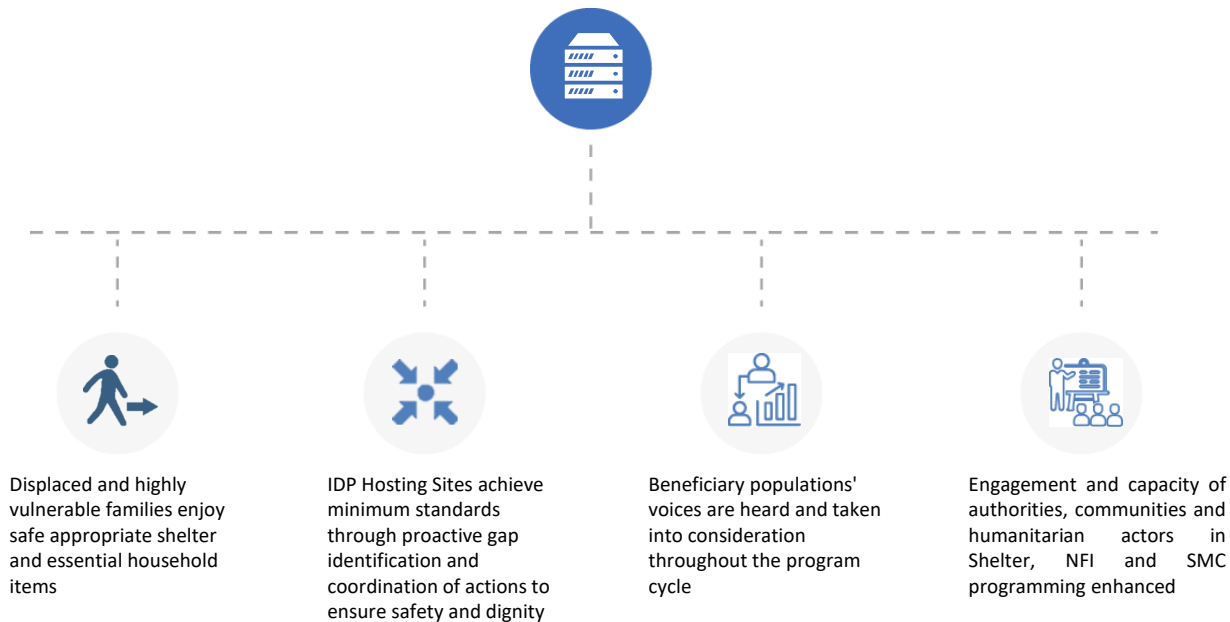 Displaced and highly
vulnerable families enjoy
safe appropriate shelter
and essential household
items
IDP Hosting Sites achieve
minimum standards
through proactive gap
identification and
coordination of actions to
ensure safety and dignity
Beneficiary populations'
voices are heard and taken
into consideration
throughout the program
cycle
Engagement and capacity of
authorities, communities and
humanitarian actors in
Shelter, NFI and SMC
programming enhanced